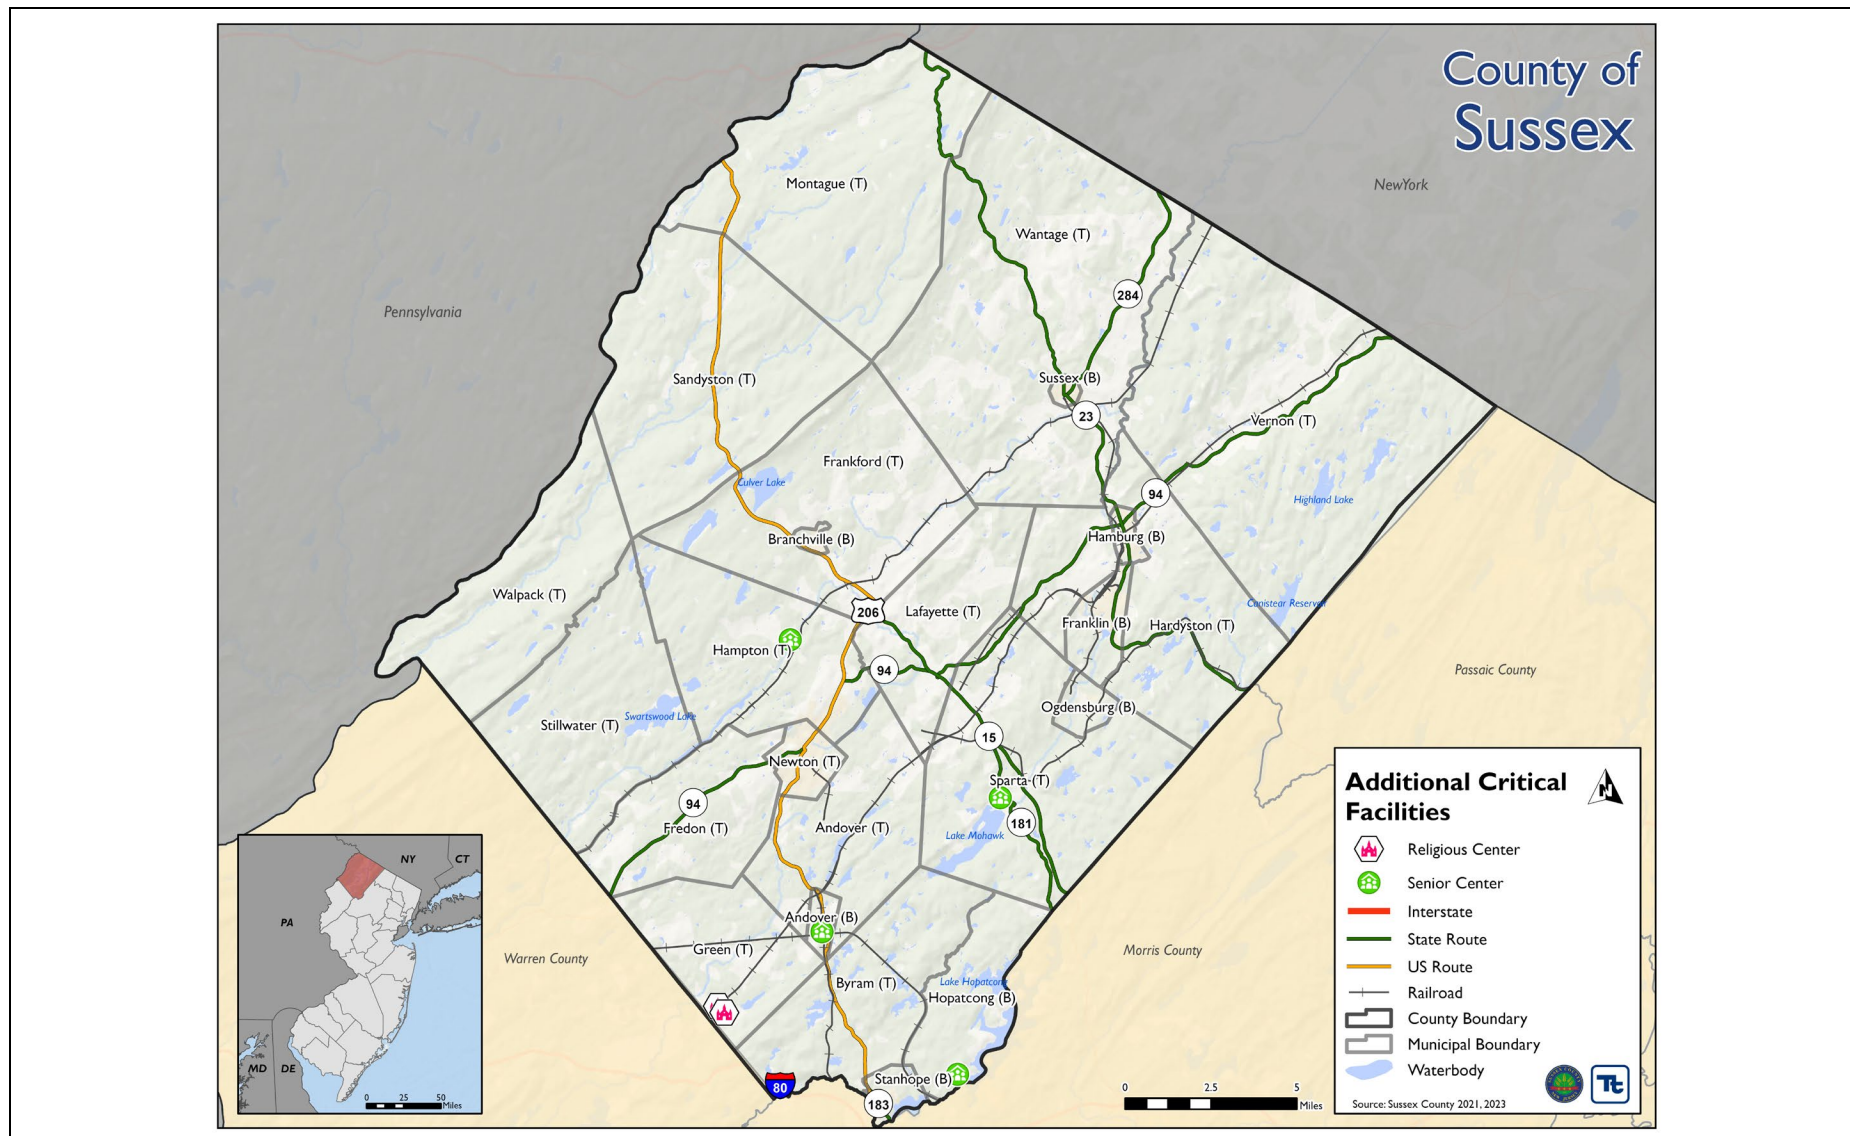 County of
Sussex
NewYork
Pennsylvania
Montague (T)
Wantage (T)
284
Sandyston (T)
Sussex (B)
23
Vernon (T)
Frankford (T)
Culver Lake
94
Highland Lake
Branchville (B)
Hamburg (B)
Walpack (T)
206
Lafayette (T)
Canistear Reservoir
Franklin (B)
Hardyston (T)
Hampton (T)
94
Passaic County
Ogdensburg (B)
Stillwater (T)
Swartswood Lake
15
Newton (T)
Sparta (T)
94
181
Fredon (T)
Andover (T)
Lake Mohawk
Andover (B)
Green (T)
Warren County
Morris County
Byram (T)
Lake Hopatcong
Hopatcong (B)
Stanhope (B)
80
183
NY
CT
PA
MD
DE
0 25 50
Miles
0 2.5 5
Miles
Additional Critical
Facilities
N
Religious Center
Senior Center
Interstate
State Route
US Route
Railroad
County Boundary
Municipal Boundary
Waterbody
Tt
Source: Sussex County 2021, 2023